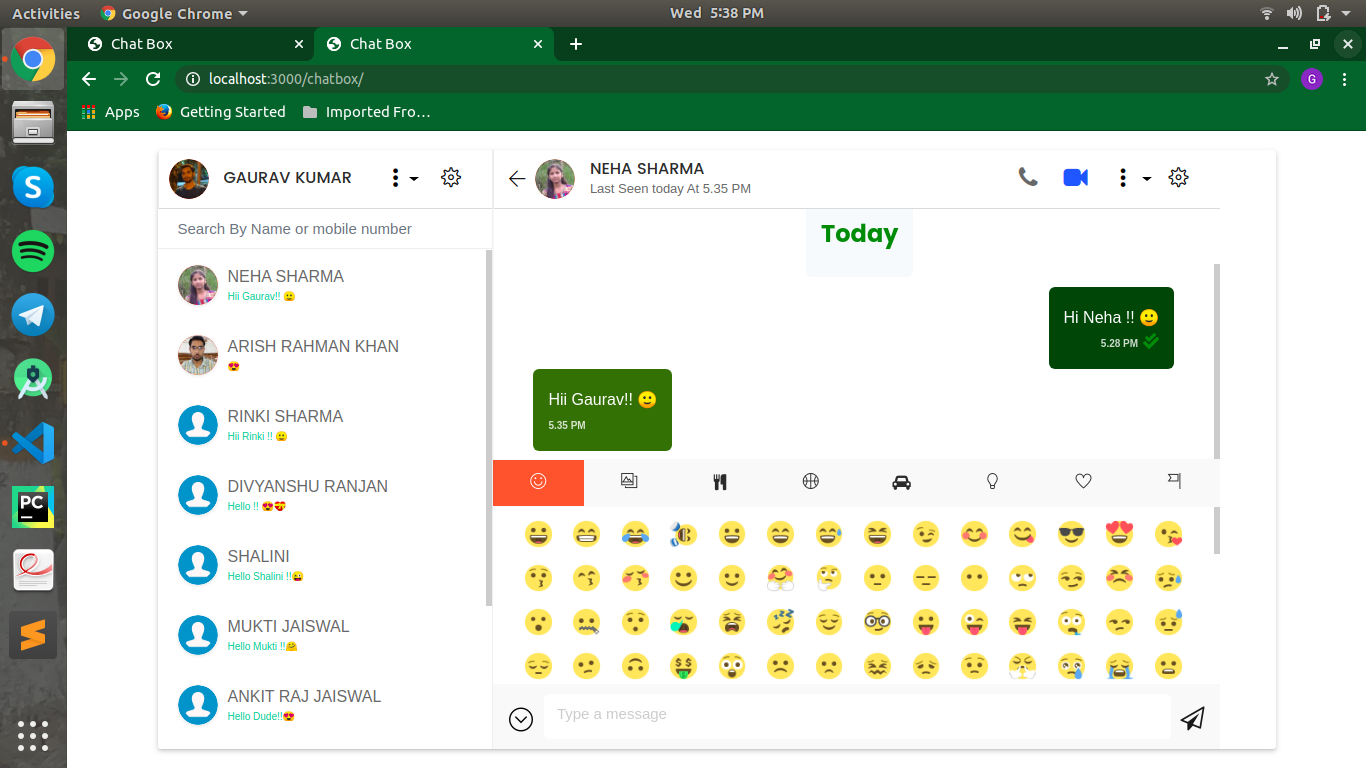 Activities
Google Chrome
Wed 5:38 PM
Chat Box
Chat Box
localhost:3000/chatbox/
G
Apps
Getting Started
Imported Fro…
GAURAV KUMAR
NEHA SHARMA
Last Seen today At 5.35 PM
Search By Name or mobile number
Today
NEHA SHARMA
Hii Gaurav!! 🙂
ARISH RAHMAN KHAN
😍
RINKI SHARMA
Hii Rinki !! 🙂
DIVYANSHU RANJAN
Hello !! 😍💝
SHALINI
Hello Shalini !!😜
MUKTI JAISWAL
Hello Mukti !!🤗
ANKIT RAJ JAISWAL
Hello Dude!!😍
Hi Neha !! 🙂
5.28 PM
Hii Gaurav!! 🙂
5.35 PM
Type a message
S
PC